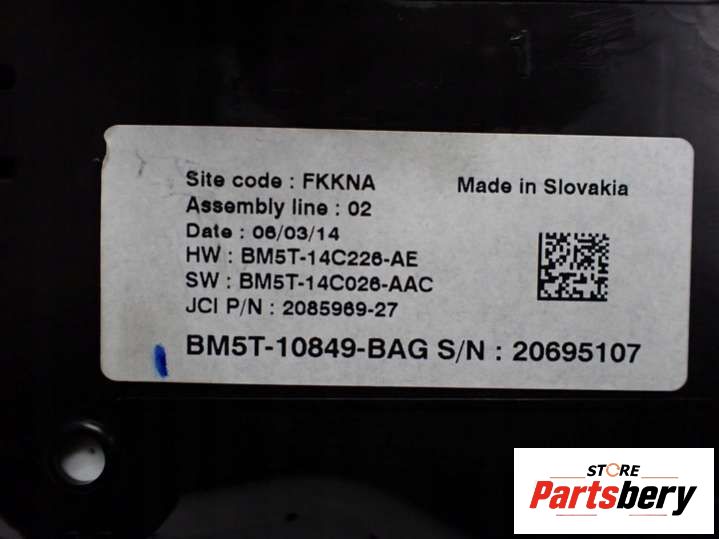 Site code : FKKNA
Made in Slovakia
Assembly line : 02
Date : 06/03/14
HW : BM5T-14C226-AE
SW : BM5T-14C026-AAC
JCI P/N : 2085969-27
BM5T-10849-BAG S/N : 20695107
STORE
Partsbery